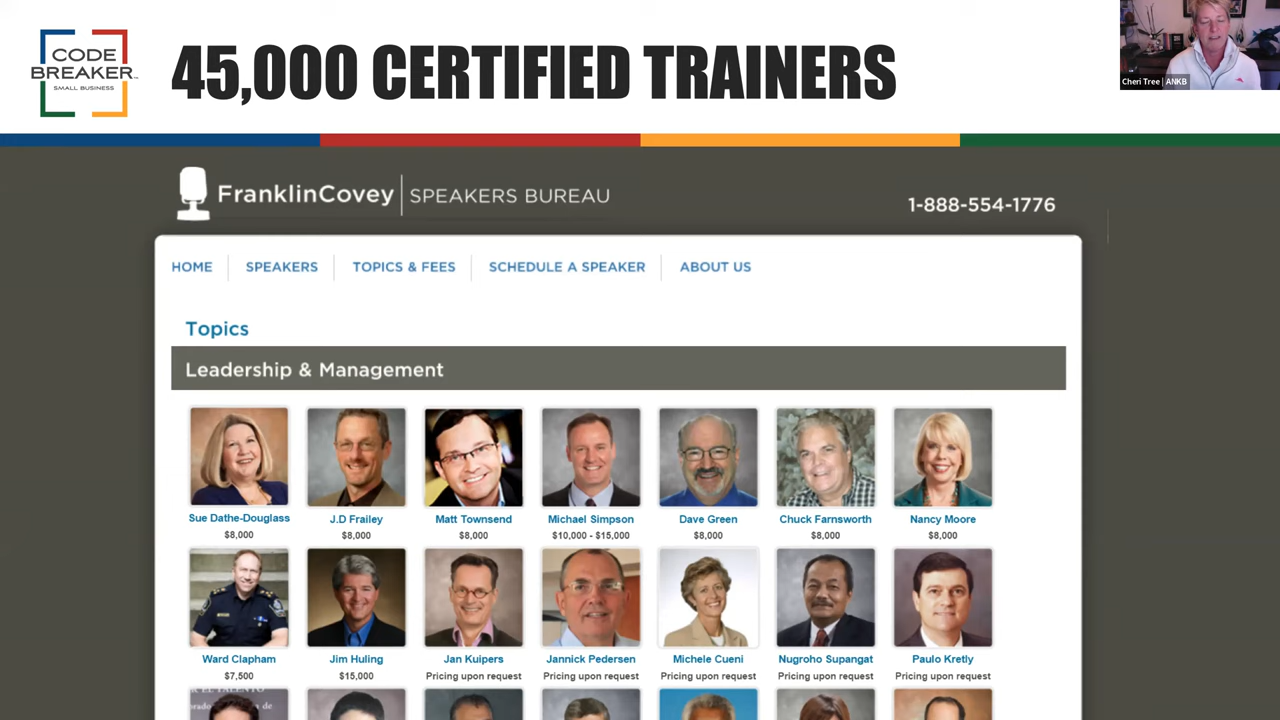 CODE
BREAKER™
SMALL BUSINESS
45,000 CERTIFIED TRAINERS
Cheri Tree | ANKB
FranklinCovey | SPEAKERS BUREAU
1-888-554-1776
HOME SPEAKERS TOPICS & FEES SCHEDULE A SPEAKER ABOUT US
Topics
Leadership & Management
Sue Dathe-Douglass J.D Frailey Matt Townsend Michael Simpson Dave Green Chuck Farnsworth Nancy Moore
$8,000 $8,000 $8,000 $10,000 - $15,000 $8,000 $8,000 $8,000
Ward Clapham Jim Huling Jan Kuipers Jannick Pedersen Michele Cueni Nugroho Supangat Paulo Kretly
$7,500 $15,000 Pricing upon request Pricing upon request Pricing upon request Pricing upon request Pricing upon request